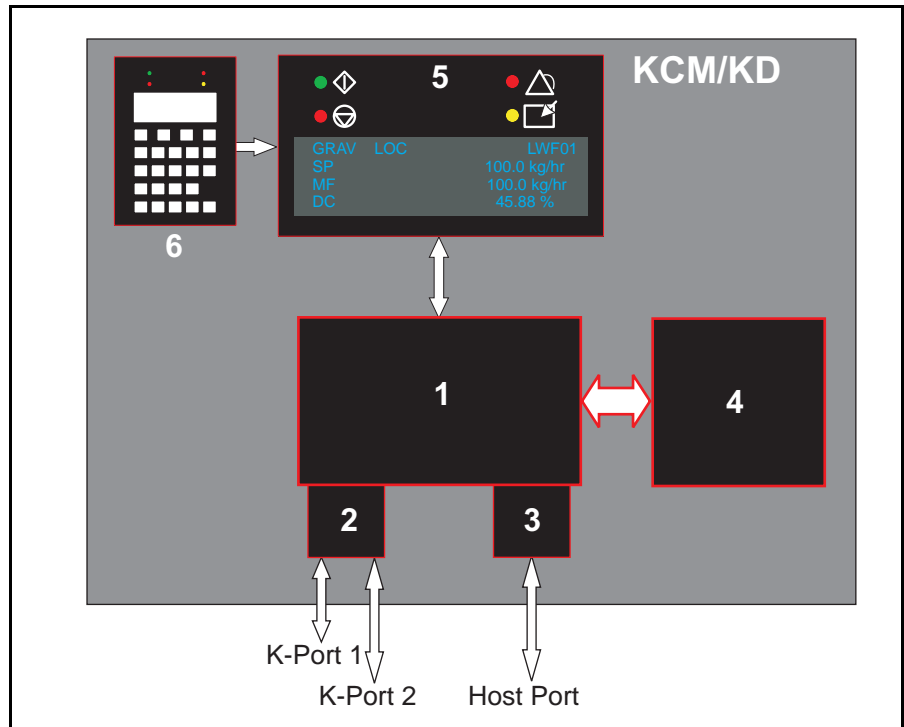 KCM/KD
5
GRAV LOC LWF01
SP 100.0 kg/hr
MF 100.0 kg/hr
DC 45.88 %
6
1
4
2
3
K-Port 1
K-Port 2
Host Port